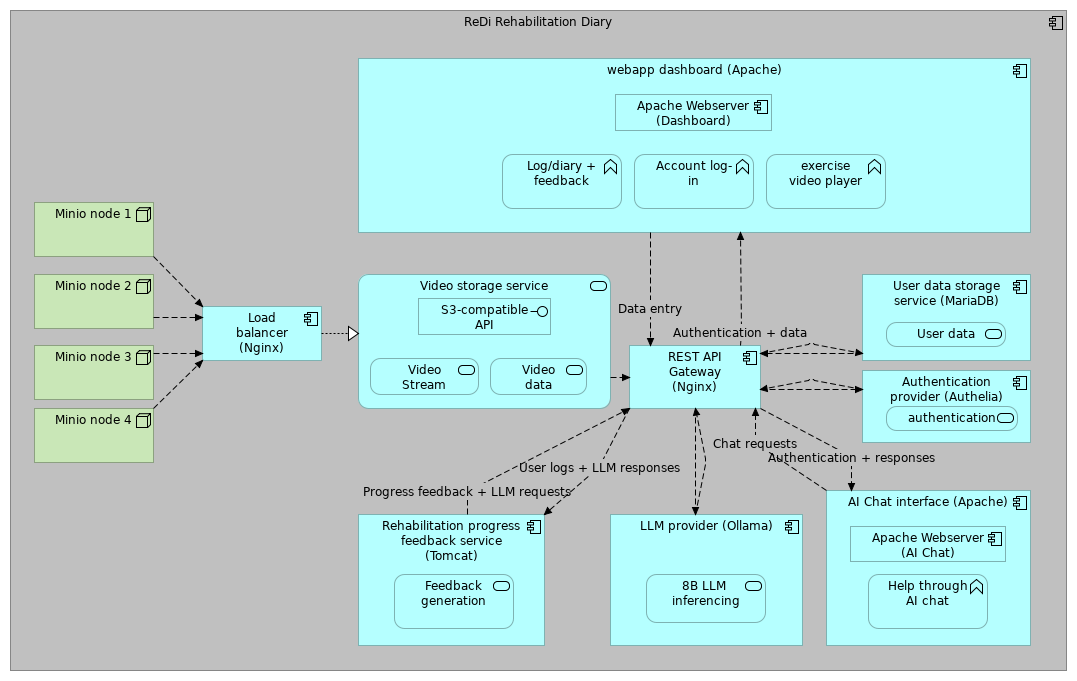 ReDi Rehabilitation Diary
webapp dashboard (Apache)
Apache Webserver
(Dashboard)
Log/diary +
feedback
Account log-
in
exercise
video player
Minio node 1
Minio node 2
Minio node 3
Minio node 4
Load
balancer
(Nginx)
Video storage service
S3-compatible
API
Video
Stream
Video
data
Data entry
Authentication + data
REST API
Gateway
(Nginx)
User data storage
service (MariaDB)
User data
Authentication
provider (Authelia)
authentication
Chat requests
Authentication + responses
User logs + LLM responses
Progress feedback + LLM requests
Rehabilitation progress
feedback service
(Tomcat)
Feedback
generation
LLM provider (Ollama)
8B LLM
inferencing
AI Chat interface (Apache)
Apache Webserver
(AI Chat)
Help through
AI chat